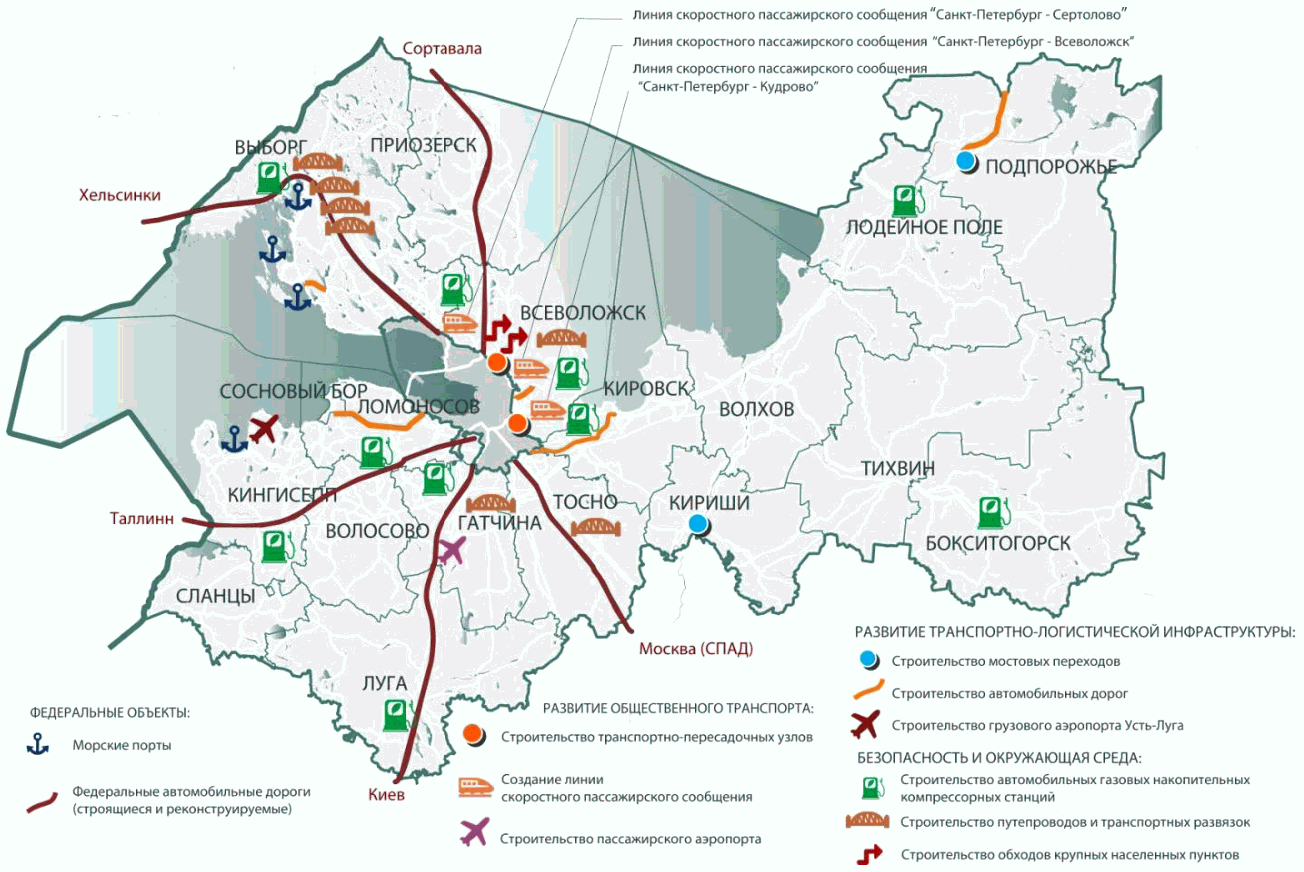 Линия скоростного пассажирского сообщения "Санкт-Петербург - Сертолово"
Линия скоростного пассажирского сообщения "Санкт-Петербург - Всеволожск"
Линия скоростного пассажирского сообщения
"Санкт-Петербург - Кудрово"
Сортавала
ВЫБОРГ
ПРИОЗЕРСК
ПОДПОРОЖЬЕ
Хельсинки
ЛОДЕЙНОЕ ПОЛЕ
ВСЕВОЛОЖСК
СОСНОВЫЙ БОР
ЛОМОНОСОВ
КИРОВСК
ВОЛХОВ
ТИХВИН
КИНГИСЕПП
ТОСНО
КИРИШИ
Таллинн
ВОЛОСОВО
ГАТЧИНА
БОКСИТОГОРСК
СЛАНЦЫ
Москва (СПАД)
ЛУГА
Киев
ФЕДЕРАЛЬНЫЕ ОБЪЕКТЫ:
Морские порты
Федеральные автомобильные дороги
(строящиеся и реконструируемые)
РАЗВИТИЕ ОБЩЕСТВЕННОГО ТРАНСПОРТА:
Строительство транспортно-пересадочных узлов
Создание линии
скоростного пассажирского сообщения
Строительство пассажирского аэропорта
РАЗВИТИЕ ТРАНСПОРТНО-ЛОГИСТИЧЕСКОЙ ИНФРАСТРУКТУРЫ:
Строительство мостовых переходов
Строительство автомобильных дорог
Строительство грузового аэропорта Усть-Луга
БЕЗОПАСНОСТЬ И ОКРУЖАЮЩАЯ СРЕДА:
Строительство автомобильных газовых накопительных
компрессорных станций
Строительство путепроводов и транспортных развязок
Строительство обходов крупных населенных пунктов